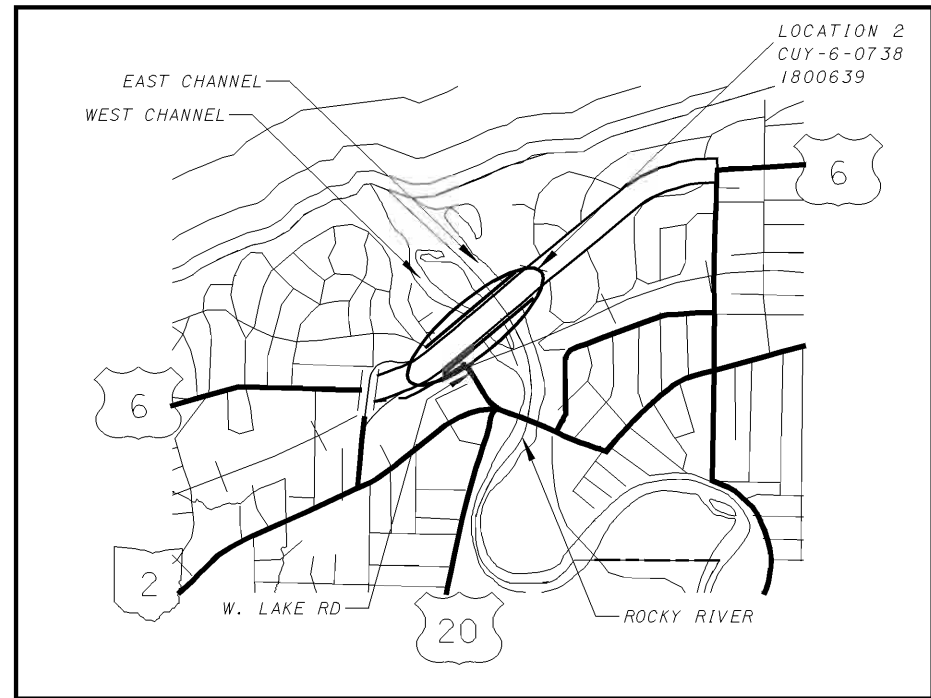 LOCATION 2
CUY-6-0738
1800639
EAST CHANNEL
WEST CHANNEL
6
6
2
W. LAKE RD
20
ROCKY RIVER